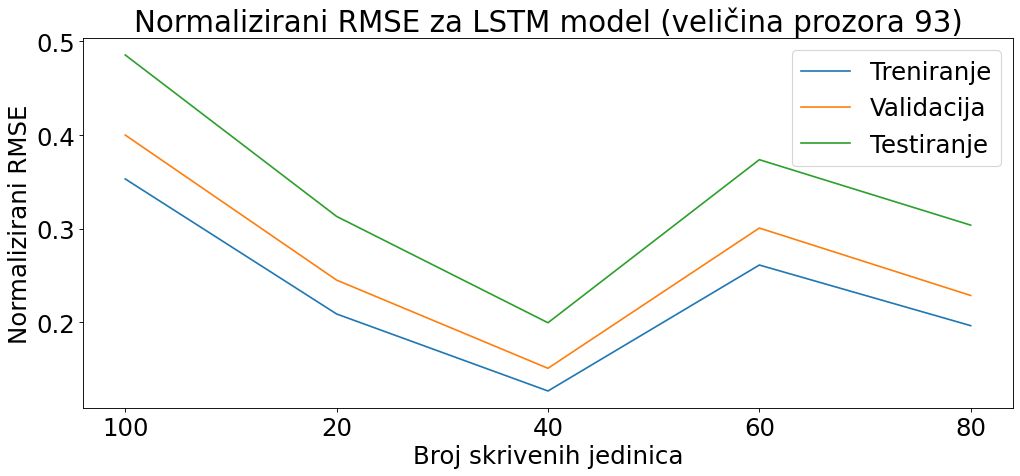 Normalizirani RMSE za LSTM model (veličina prozora 93)
Normalizirani RMSE
0.5
0.4
0.3
0.2
Treniranje
Validacija
Testiranje
100 20 40 60 80
Broj skrivenih jedinica